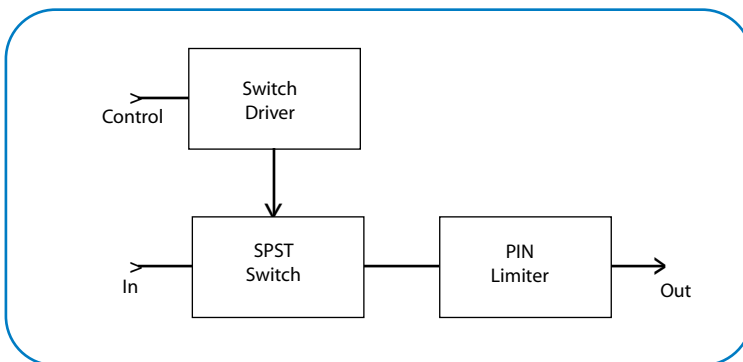 Switch
Driver
Control
SPST
Switch
In
PIN
Limiter
Out